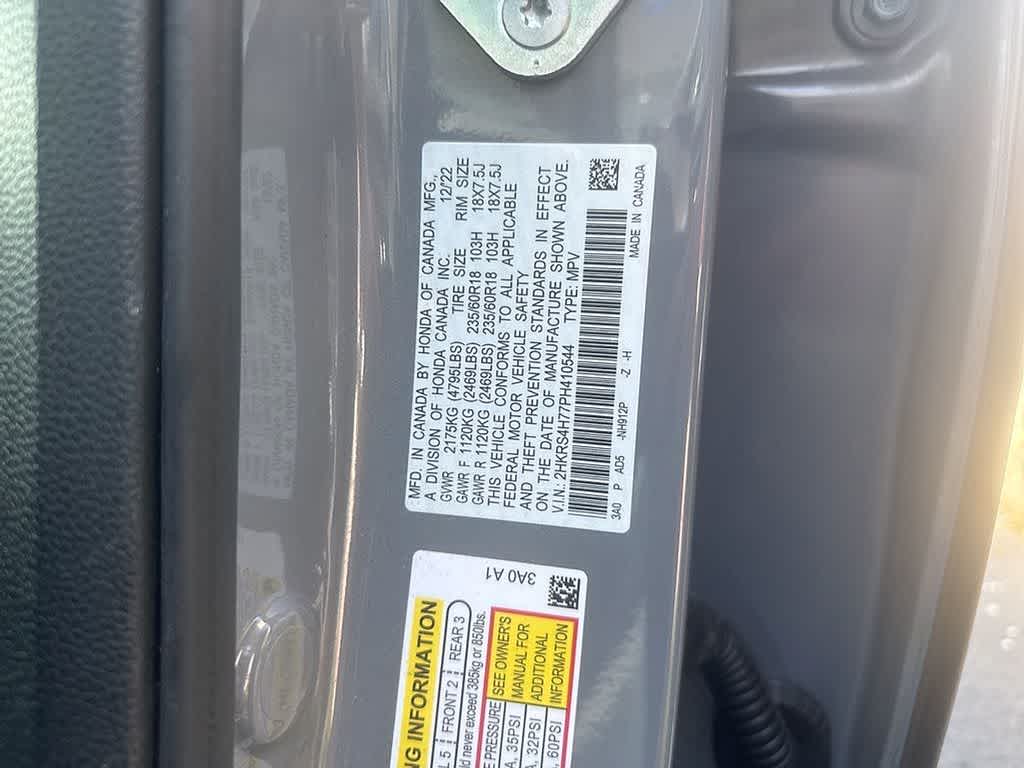 MFD. IN CANADA BY HONDA OF CANADA MFG.,
A DIVISION OF HONDA CANADA INC. 12/22
GVWR 2175KG (4795LBS) TIRE SIZE RIM SIZE
GAWR F 1120KG (2469LBS) 235/60R18 103H 18X7.5J
GAWR R 1120KG (2469LBS) 235/60R18 103H 18X7.5J
THIS VEHICLE CONFORMS TO ALL APPLICABLE
FEDERAL MOTOR VEHICLE SAFETY
AND THEFT PREVENTION STANDARDS IN EFFECT
ON THE DATE OF MANUFACTURE SHOWN ABOVE.
V.I.N. 2HKRS4H77PH410544 TYPE: MPV
3A0 P AD5 -NH912P -Z -H
MADE IN CANADA
3A0 A1
INFORMATION
5 FRONT 2 REAR 3
never exceed 385kg or 850lbs.
PRESSURE SEE OWNER'S
35PSI MANUAL FOR
32PSI ADDITIONAL
60PSI INFORMATION